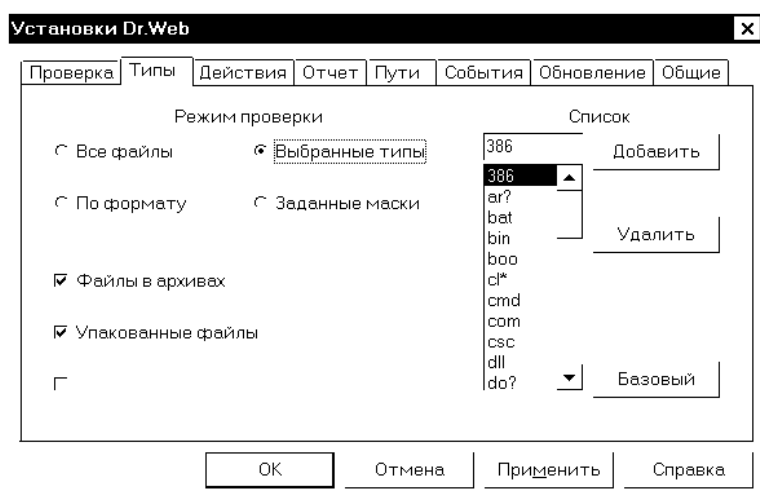 Установки Dr.Web
Проверка Типы Действия Отчет Пути События Обновление Общие
Режим проверки Список
Все файлы Выбранные типы 386 Добавить
386
По формату Заданные маски ar?
bat
bin Удалить
boo
Файлы в архивах cl*
cmd
com
Упакованные файлы csc
dll
do? Базовый
OK Отмена Применить Справка